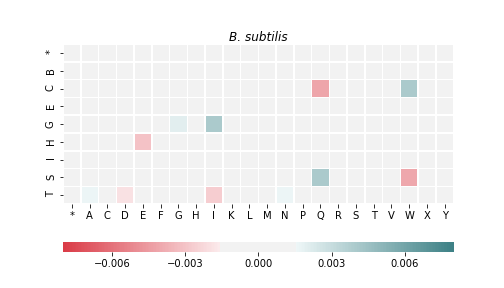 B. subtilis
*
B
C
E
G
H
I
S
T
* A C D E F G H I K L M N P Q R S T V W X Y
−0.006 −0.003 0.000 0.003 0.006